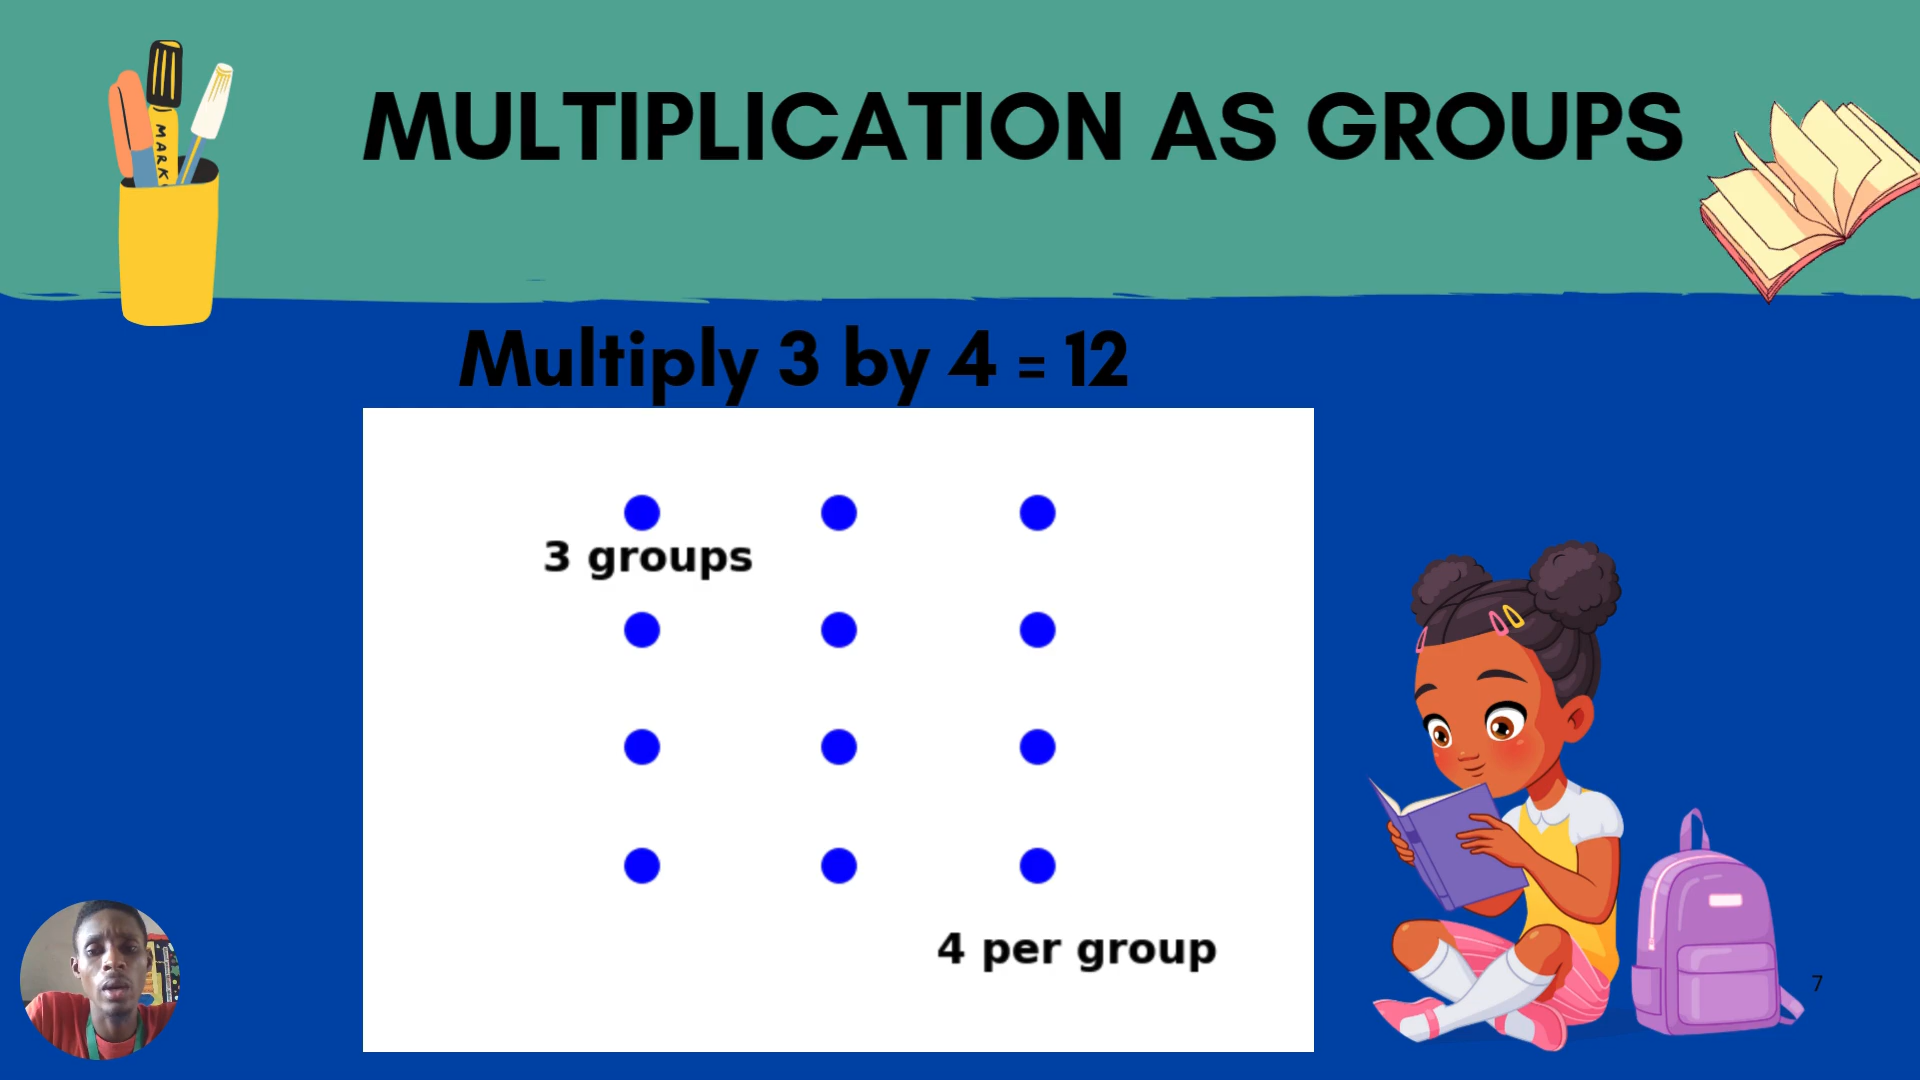 MULTIPLICATION AS GROUPS
MARK
Multiply 3 by 4 = 12
3 groups
4 per group
7